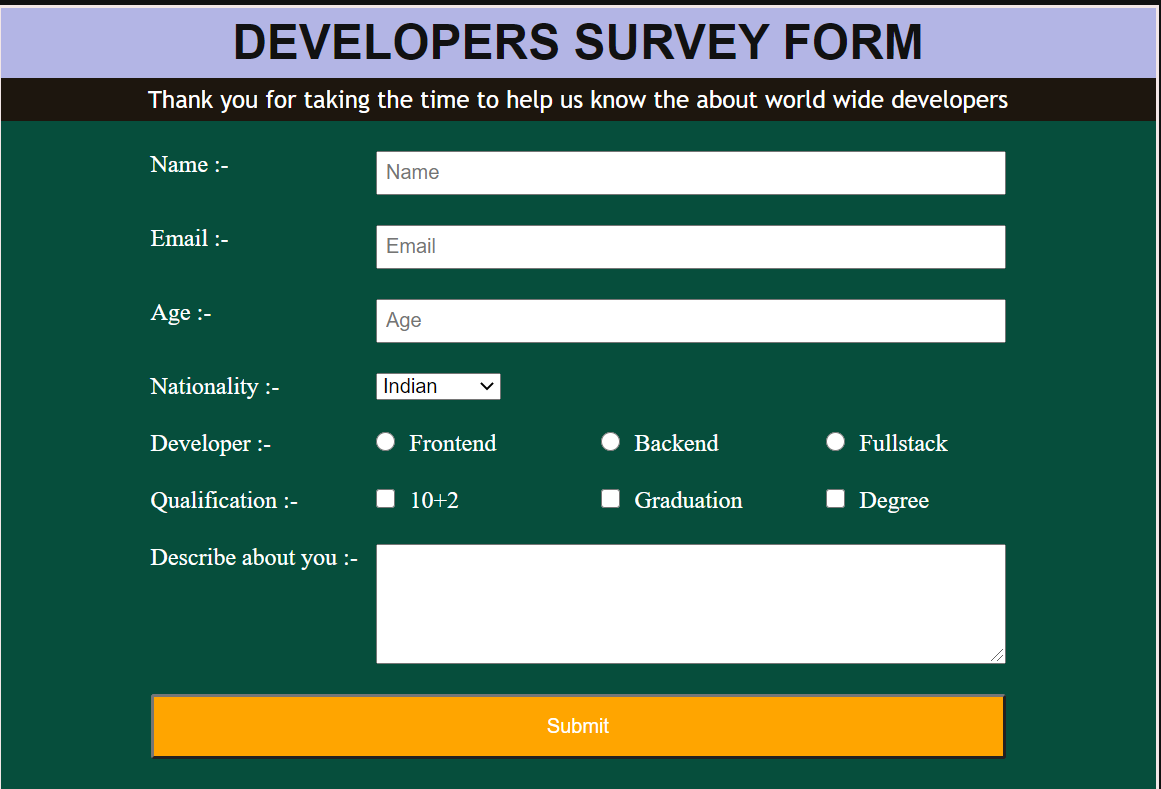 DEVELOPERS SURVEY FORM
Thank you for taking the time to help us know the about world wide developers
Name :- Name
Email :- Email
Age :- Age
Nationality :- Indian
Developer :- Frontend Backend Fullstack
Qualification :- 10+2 Graduation Degree
Describe about you :-
Submit